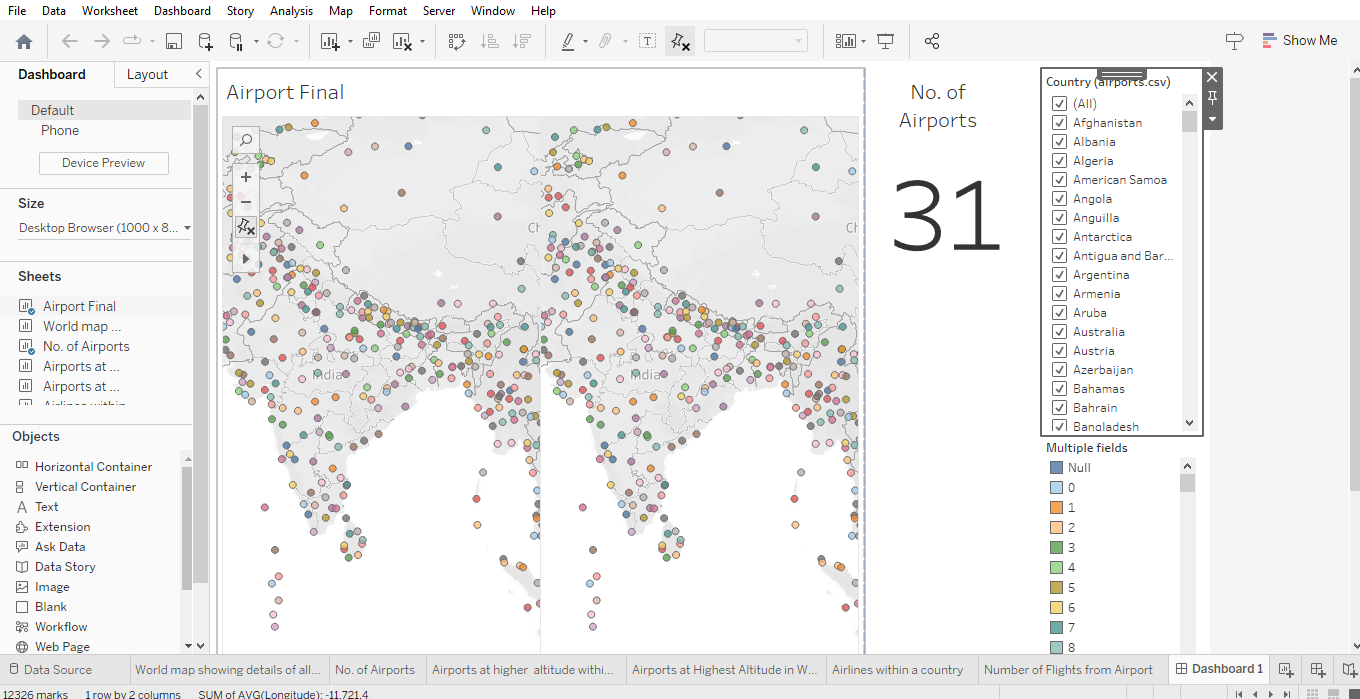 File Data Worksheet Dashboard Story Analysis Map Format Server Window Help
Show Me
Dashboard Layout
Default
Phone
Device Preview
Size
Desktop Browser (1000 x 8...
Sheets
Airport Final
World map ...
No. of Airports
Airports at ...
Airports at ...
Airlines within
Objects
Horizontal Container
Vertical Container
Text
Extension
Ask Data
Data Story
Image
Blank
Workflow
Web Page
Airport Final
Ch
India
Ch
India
No. of
Airports
31
Country (airports.csv)
(All)
Afghanistan
Albania
Algeria
American Samoa
Angola
Anguilla
Antarctica
Antigua and Bar...
Argentina
Armenia
Aruba
Australia
Austria
Azerbaijan
Bahamas
Bahrain
Bangladesh
Multiple fields
Null
0
1
2
3
4
5
6
7
8
Data Source World map showing details of all... No. of Airports Airports at higher altitude withi... Airports at Highest Altitude in W... Airlines within a country Number of Flights from Airport Dashboard 1
12326 marks 1 row by 2 columns SUM of AVG(Longitude): -11,721.4